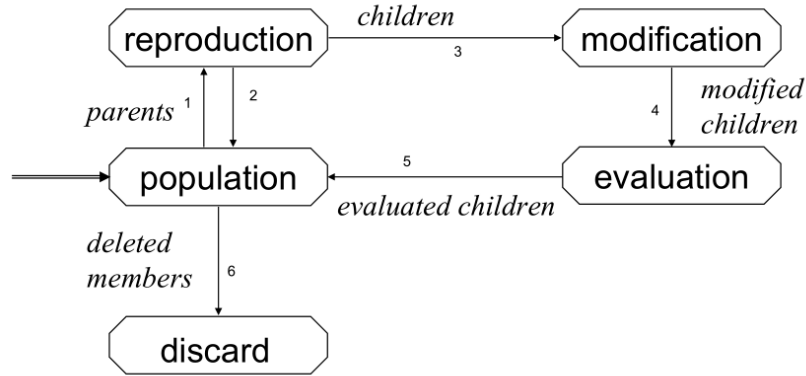 children
reproduction
modification
3
parents
1
2
4
modified
children
population
5
evaluation
evaluated children
deleted
members
6
discard